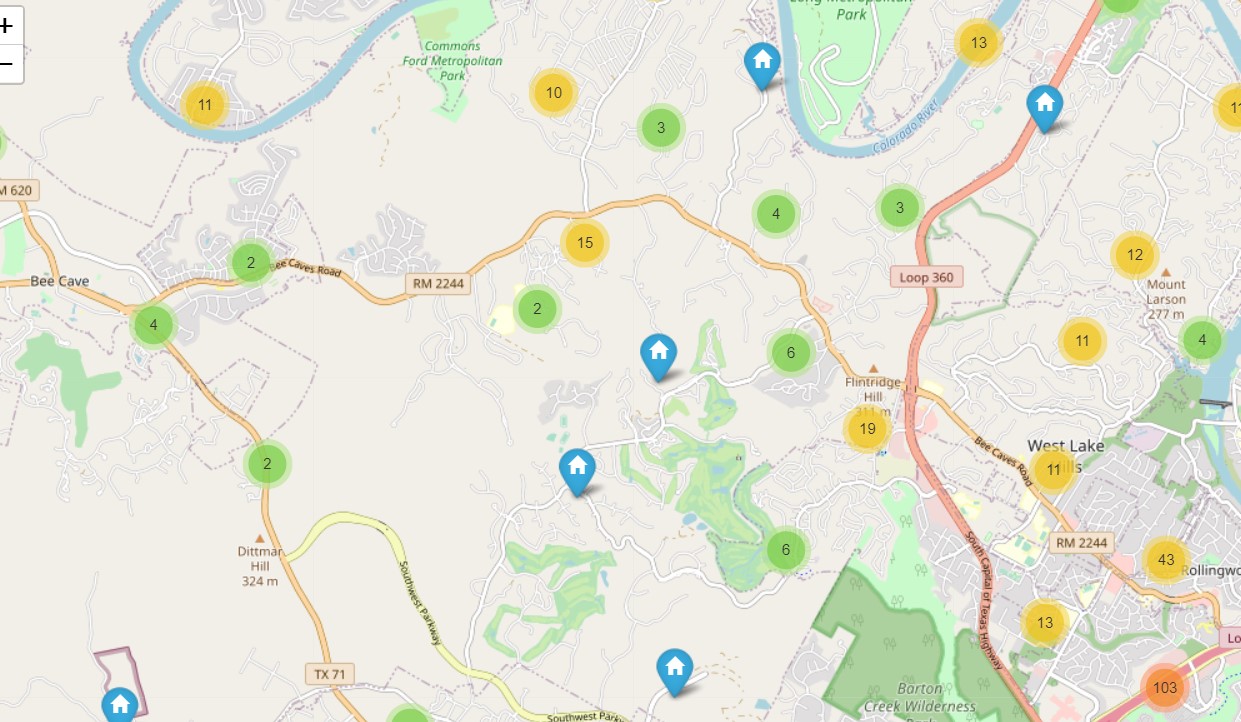 +
−
Long Metropolitan
Park
Commons
Ford Metropolitan
Park
13
11
10
3
Colorado River
M 620
4
3
2
Bee Caves Road
15
12
Bee Cave
RM 2244
Loop 360
Mount
Larson
277 m
4
2
11
4
6
Flintridge
Hill
311 m
19
Bee Caves Road
West Lake
Hills
11
2
Dittmar
Hill
324 m
6
RM 2244
43
Rollingwo
Southwest Parkway
South Capital of Texas Highway
13
TX 71
Lo
103
Barton
Creek Wilderness
Park
Southwest Parkw